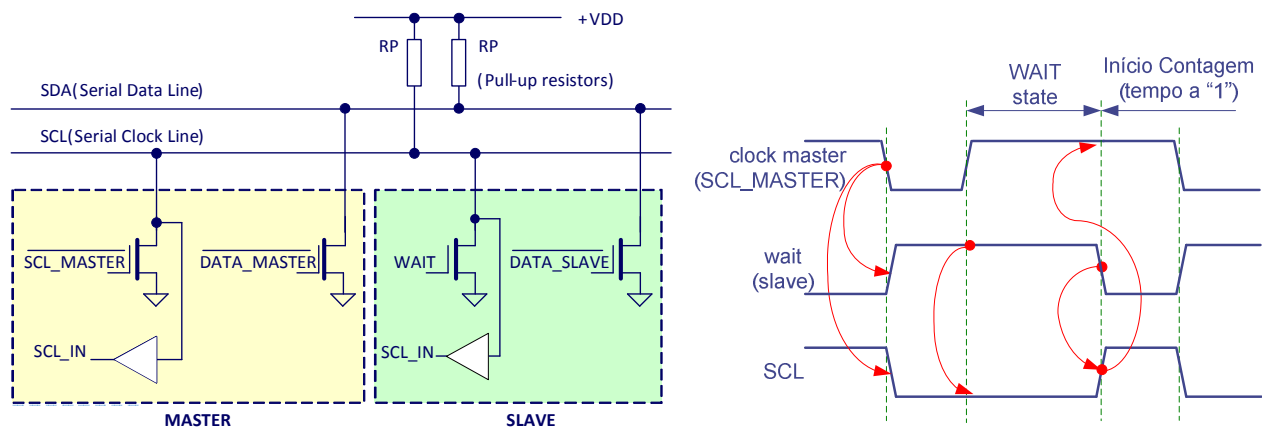 +VDD
RP
RP
(Pull-up resistors)
SDA(Serial Data Line)
SCL(Serial Clock Line)
SCL_MASTER
DATA_MASTER
SCL_IN
MASTER
WAIT
DATA_SLAVE
SCL_IN
SLAVE
WAIT
state
Início Contagem
(tempo a “1”)
clock master
(SCL_MASTER)
wait
(slave)
SCL